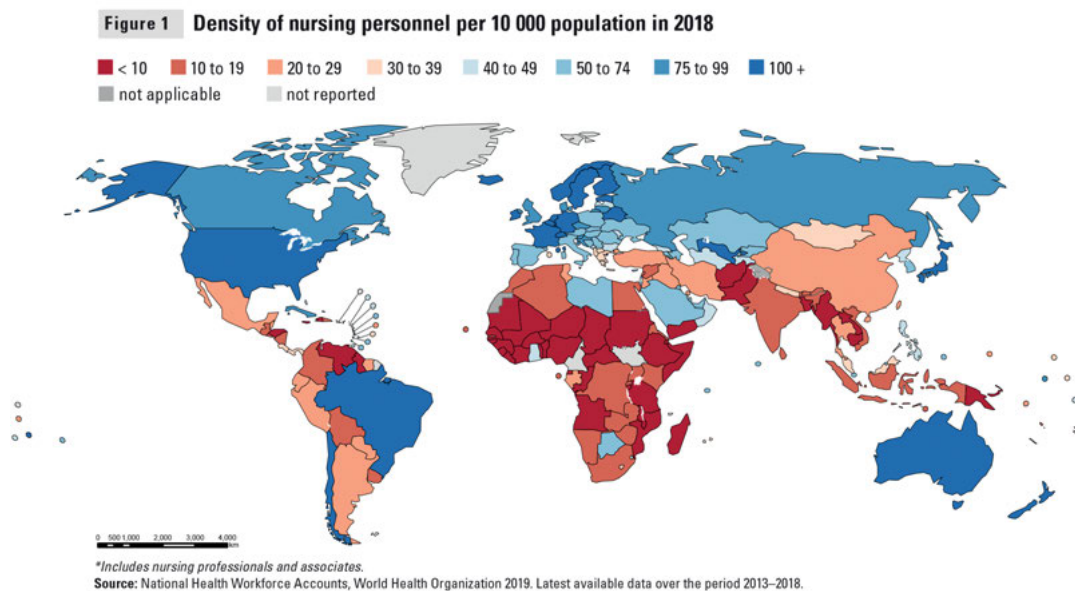 Figure 1 Density of nursing personnel per 10 000 population in 2018
< 10 10 to 19 20 to 29 30 to 39 40 to 49 50 to 74 75 to 99 100 +
not applicable not reported
0 500 1,000 2,000 3,000 4,000
km
*Includes nursing professionals and associates.
Source: National Health Workforce Accounts, World Health Organization 2019. Latest available data over the period 2013–2018.